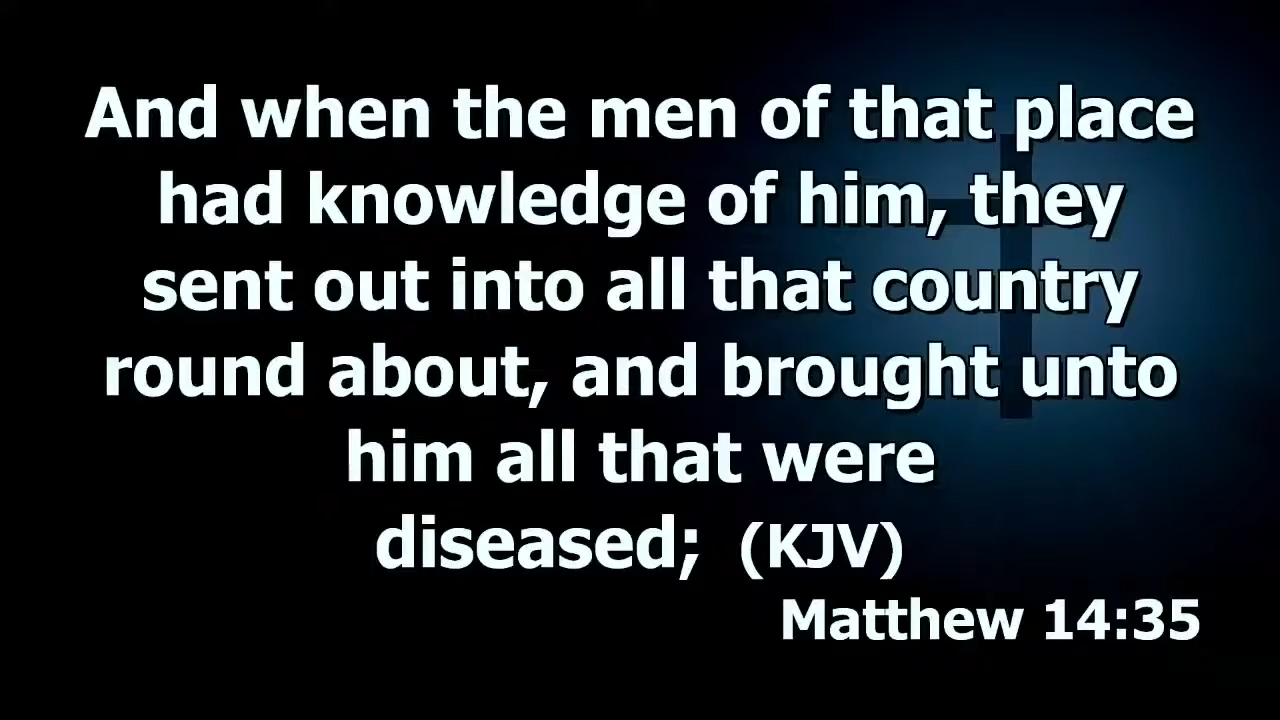 And when the men of that place
had knowledge of him, they
sent out into all that country
round about, and brought unto
him all that were
diseased; (KJV)
Matthew 14:35